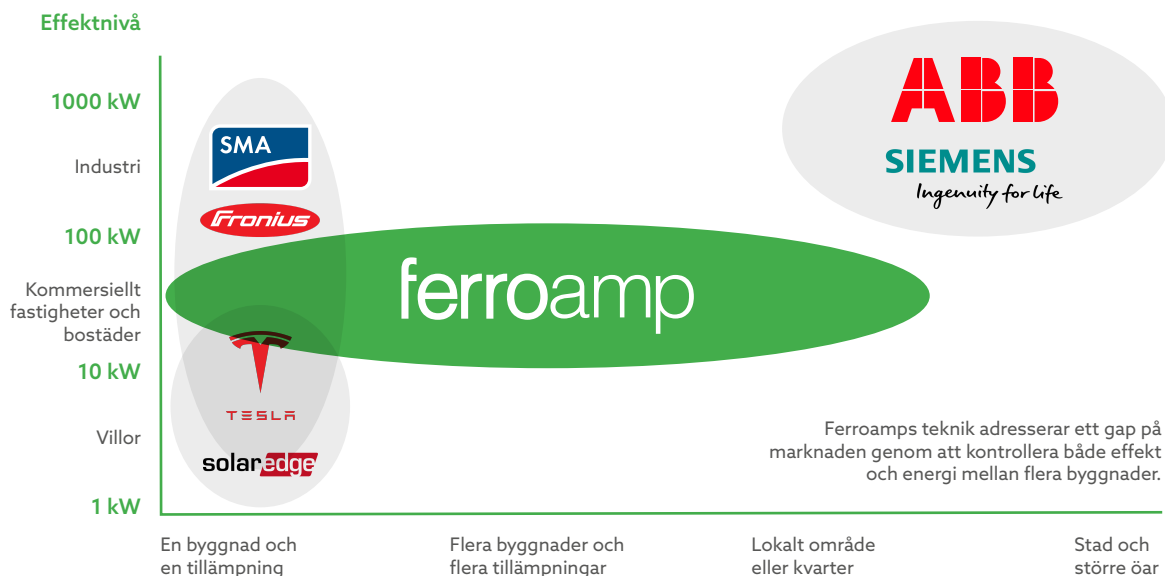 Effektnivå
1000 kW
Industri
100 kW
Kommersiellt
fastigheter och
bostäder
10 kW
Villor
1 kW
SMA
Fronius
TESLA
solaredge
ferroamp
ABB
SIEMENS
Ingenuity for life
Ferroamps teknik adresserar ett gap på
marknaden genom att kontrollera både effekt
och energi mellan flera byggnader.
En byggnad och
en tillämpning
Flera byggnader och
flera tillämpningar
Lokalt område
eller kvarter
Stad och
större öar